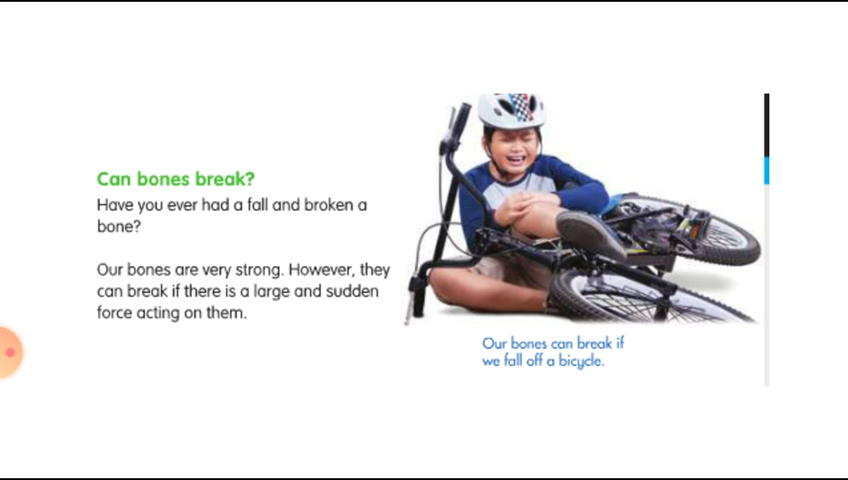 Can bones break?
Have you ever had a fall and broken a
bone?
Our bones are very strong. However, they
can break if there is a large and sudden
force acting on them.
Our bones can break if
we fall off a bicycle.